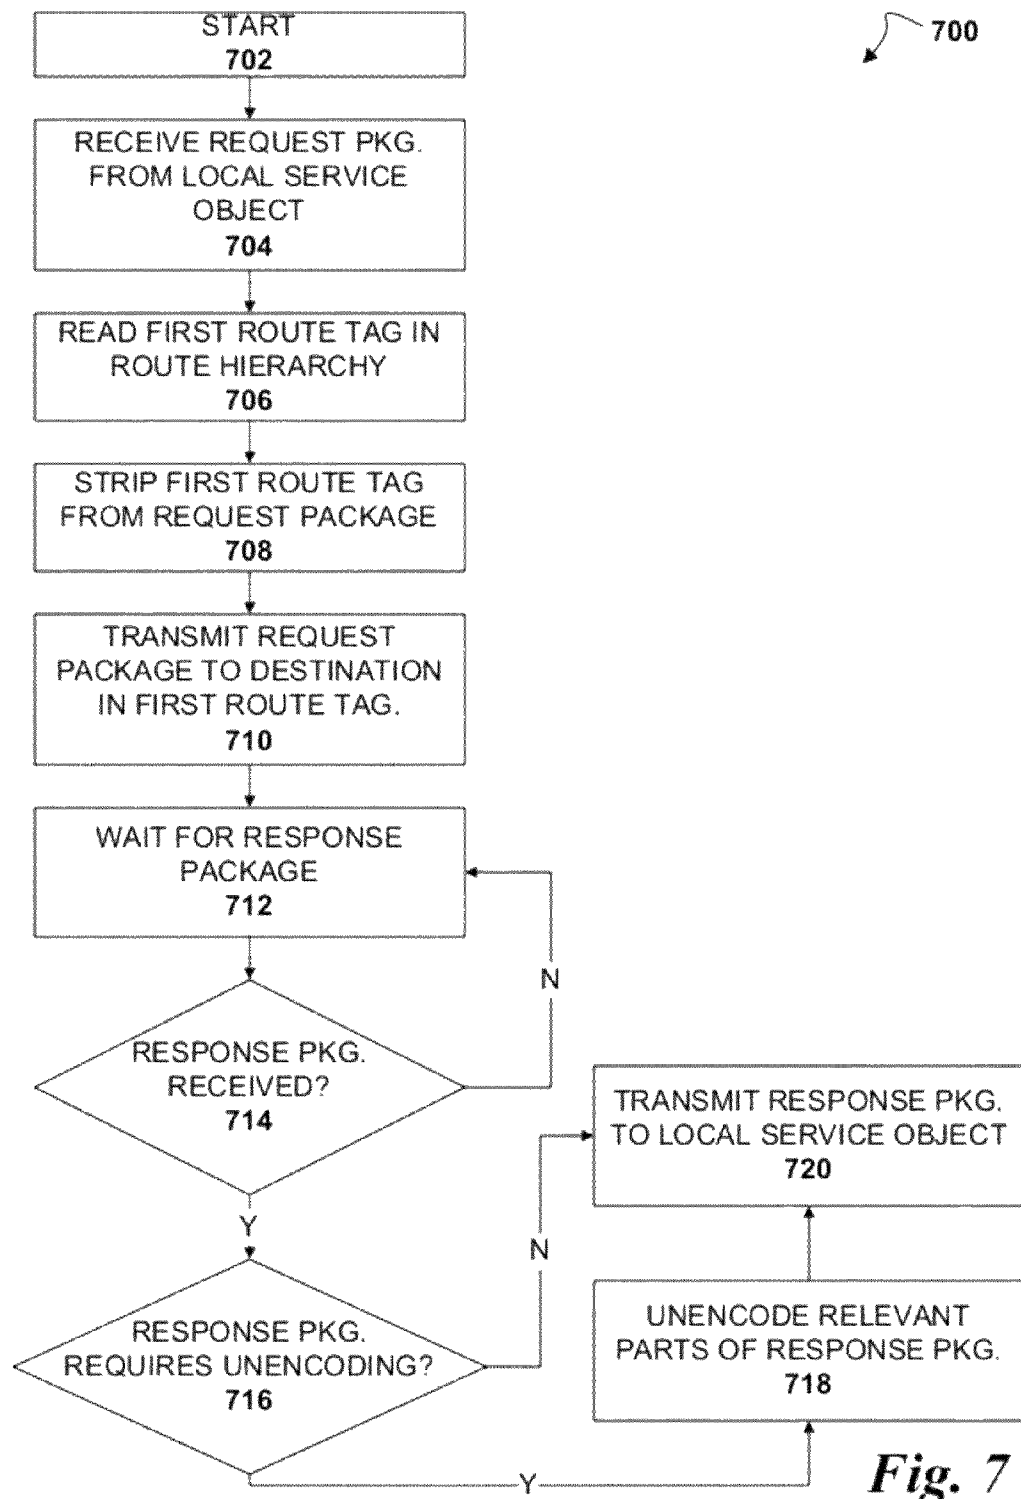 START
702
700
RECEIVE REQUEST PKG.
FROM LOCAL SERVICE
OBJECT
704
READ FIRST ROUTE TAG IN
ROUTE HIERARCHY
706
STRIP FIRST ROUTE TAG
FROM REQUEST PACKAGE
708
TRANSMIT REQUEST
PACKAGE TO DESTINATION
IN FIRST ROUTE TAG.
710
WAIT FOR RESPONSE
PACKAGE
712
N
RESPONSE PKG.
RECEIVED?
714
Y
N
TRANSMIT RESPONSE PKG.
TO LOCAL SERVICE OBJECT
720
RESPONSE PKG.
REQUIRES UNENCODING?
716
UNENCODE RELEVANT
PARTS OF RESPONSE PKG.
718
Y
Fig. 7